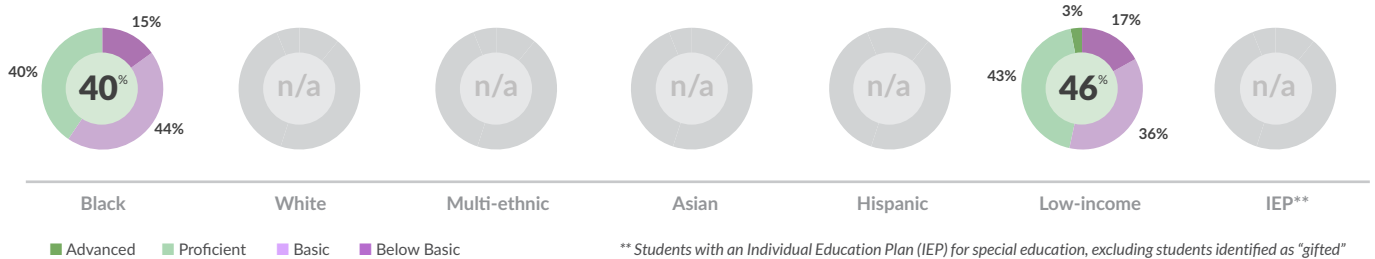 3%
15%
17%
40%
40%
n/a
n/a
n/a
n/a
43%
46%
n/a
44%
36%
Black White Multi-ethnic Asian Hispanic Low-income IEP**
Advanced Proficient Basic Below Basic ** Students with an Individual Education Plan (IEP) for special education, excluding students identified as “gifted”